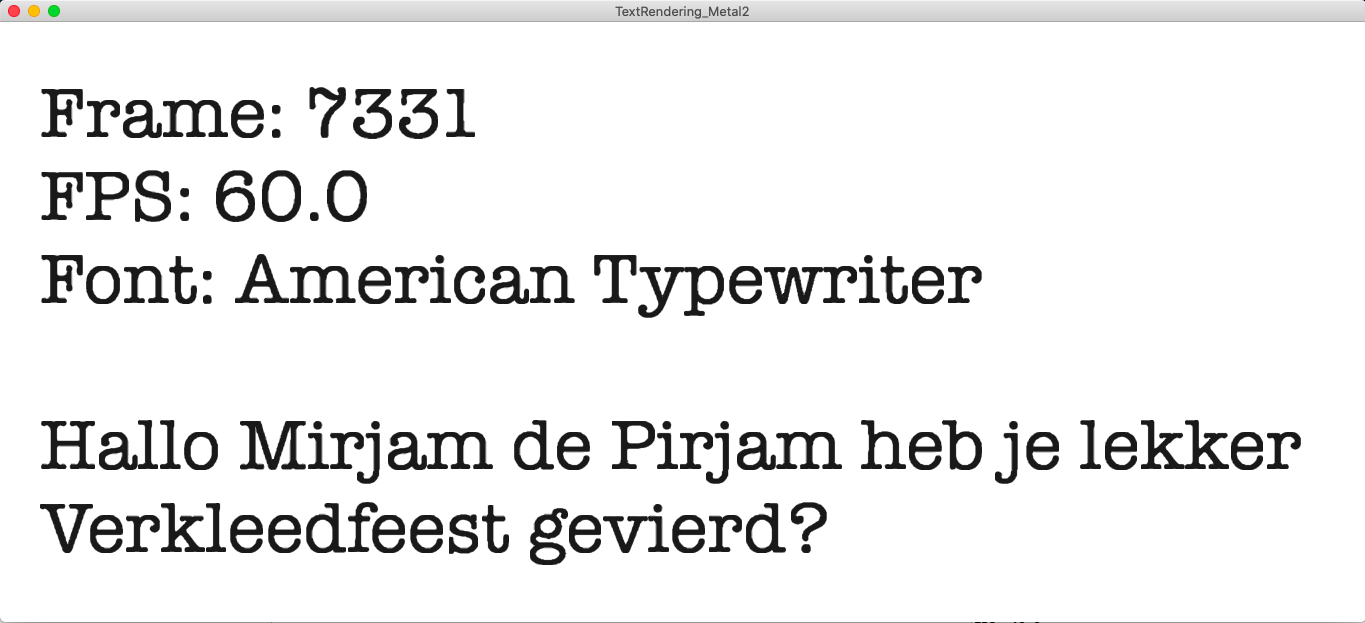 TextRendering_Metal2
Frame: 7331
FPS: 60.0
Font: American Typewriter
Hallo Mirjam de Pirjam heb je lekker
Verkleedfeest gevierd?